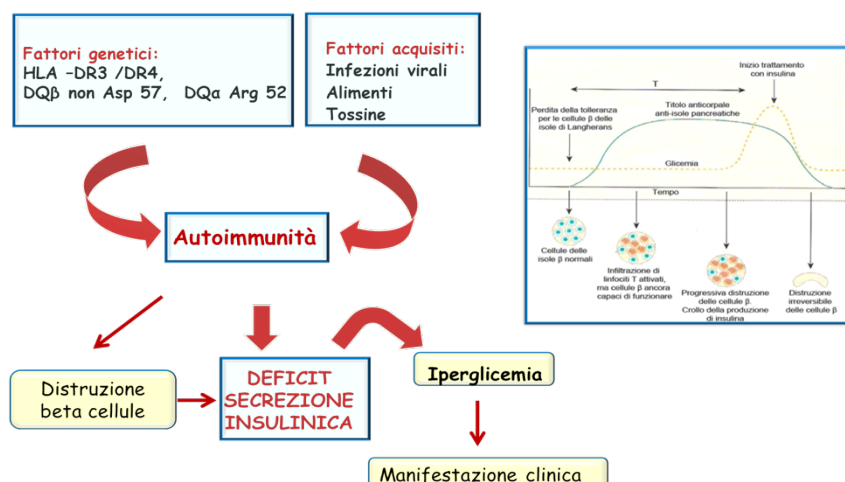 Fattori genetici:
HLA -DR3 /DR4,
DQβ non Asp 57, DQα Arg 52
Fattori acquisiti:
Infezioni virali
Alimenti
Tossine
Autoimmunità
Distruzione
beta cellule
DEFICIT
SECREZIONE
INSULINICA
Iperglicemia
Manifestazione clinica
Inizio trattamento
con insulina
T
Perdita della tolleranza
per le cellule β delle
isole di Langherans
Titolo anticorpale
anti-isole pancreatiche
Glicemia
Tempo
Cellule delle
isole β normali
Infiltrazione di
linfociti T attivati,
ma cellule β ancora
capaci di funzionare
Progressiva distruzione
delle cellule β.
Crollo della produzione
di insulina
Distruzione
irreversibile
delle cellule β